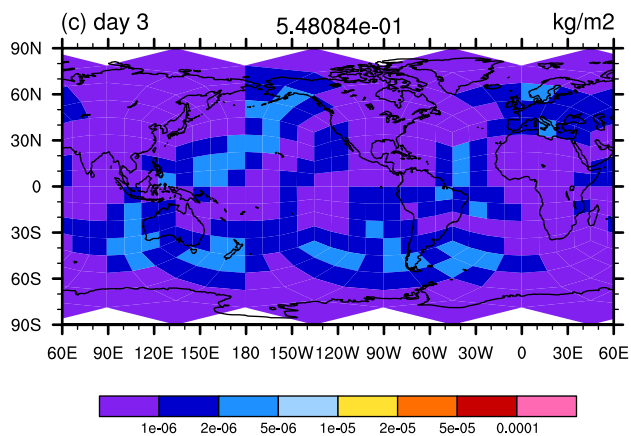 (c) day 3 5.48084e-01 kg/m2
90N
60N
30N
0
30S
60S
90S
60E 90E 120E 150E 180 150W 120W 90W 60W 30W 0 30E 60E
1e-06 2e-06 5e-06 1e-05 2e-05 5e-05 0.0001